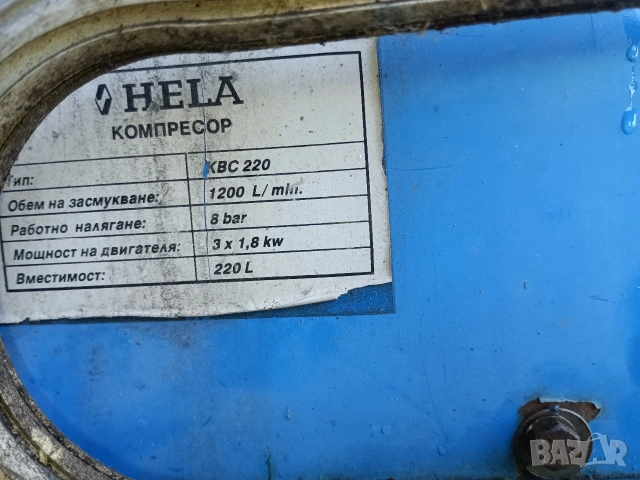 HELA
КОМПРЕСОР
Тип: КВС 220
Обем на засмукване: 1200 L/min.
Работно налягане: 8 bar
Мощност на двигателя: 3 x 1,8 kw
Вместимост: 220 L
BAZAR